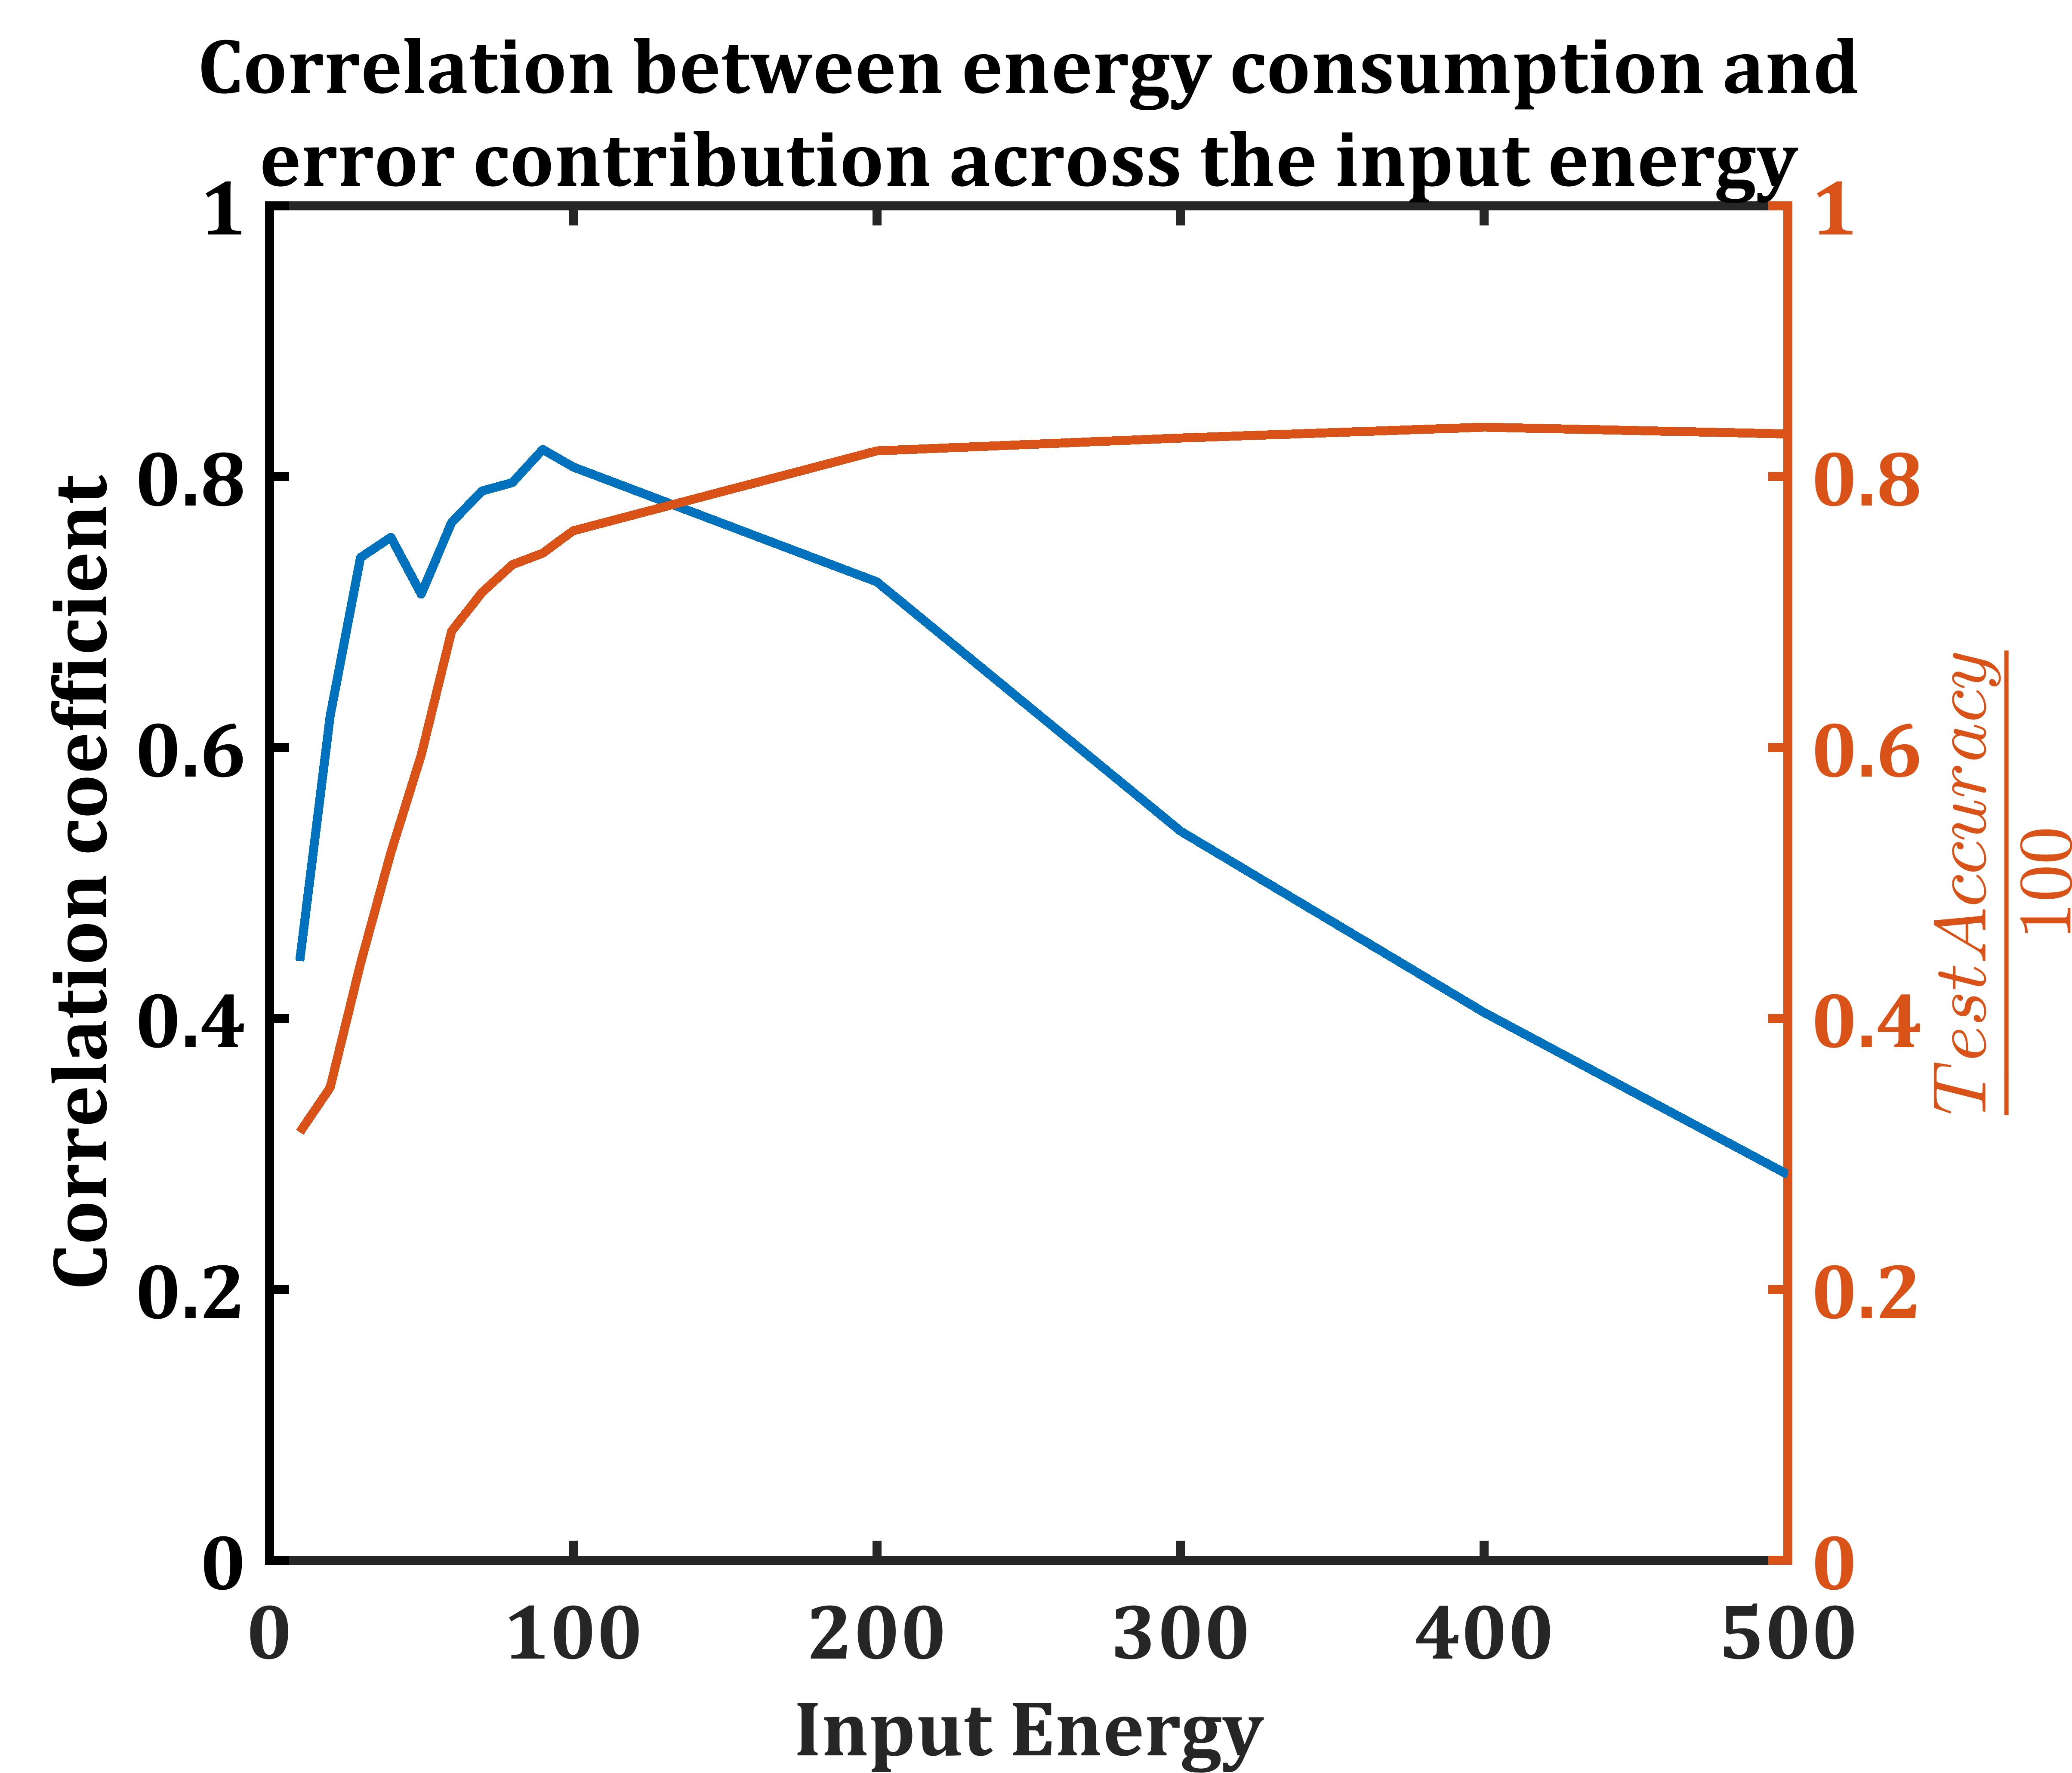 Correlation between energy consumption and
error contribution across the input energy
1
0.8
0.6
0.4
0.2
0
Correlation coefficient
0 100 200 300 400 500
Input Energy
1
0.8
0.6
0.4
0.2
0
TestAccuracy
100